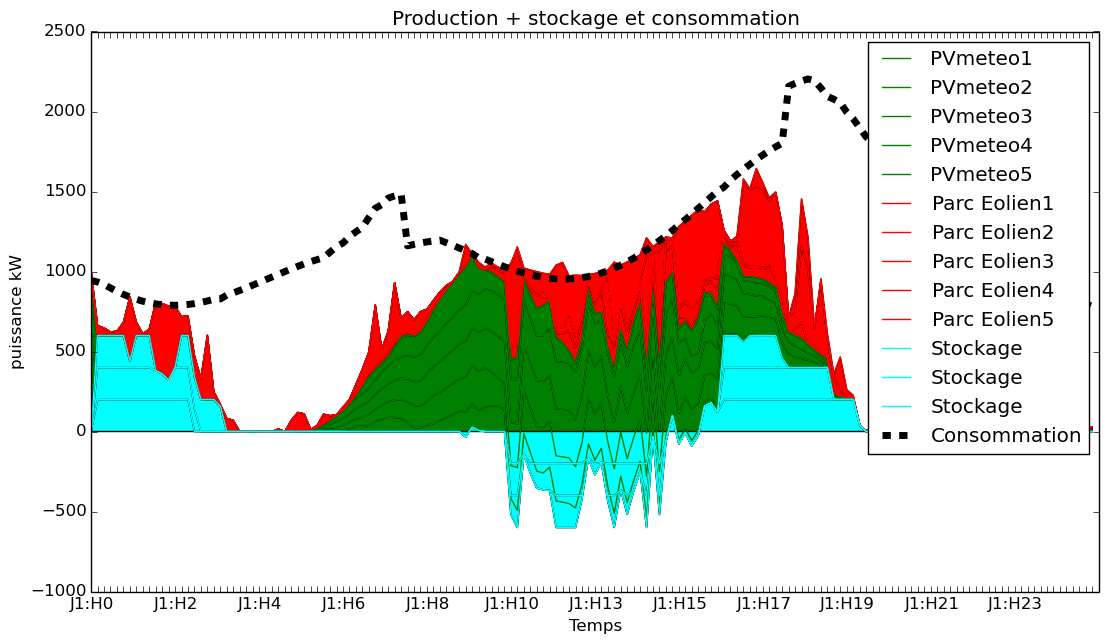 Production + stockage et consommation
2500
2000
1500
1000
500
0
−500
−1000
puissance kW
PVmeteo1
PVmeteo2
PVmeteo3
PVmeteo4
PVmeteo5
Parc Eolien1
Parc Eolien2
Parc Eolien3
Parc Eolien4
Parc Eolien5
Stockage
Stockage
Stockage
Consommation
J1:H0 J1:H2 J1:H4 J1:H6 J1:H8 J1:H10 J1:H13 J1:H15 J1:H17 J1:H19 J1:H21 J1:H23
Temps